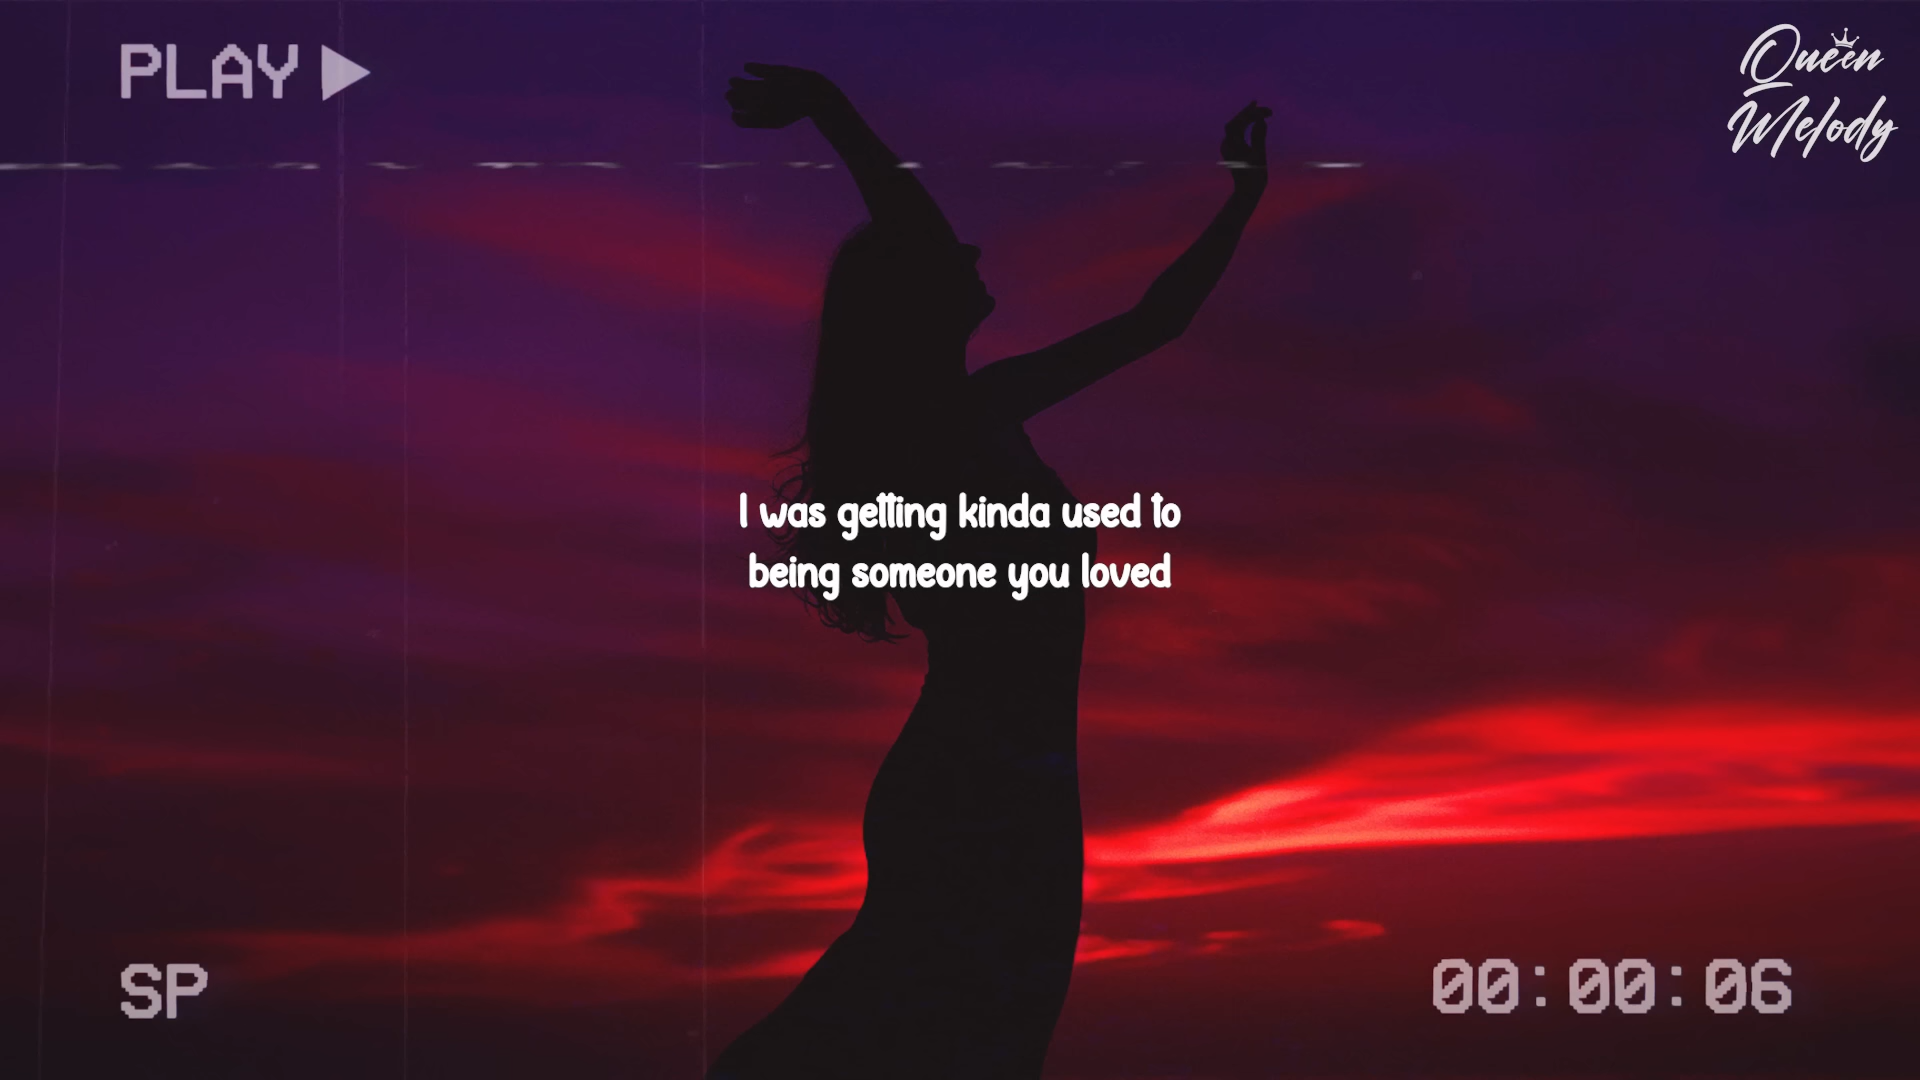 PLAY
Queen
Melody
I was getting kinda used to
being someone you loved
SP
00:00:06